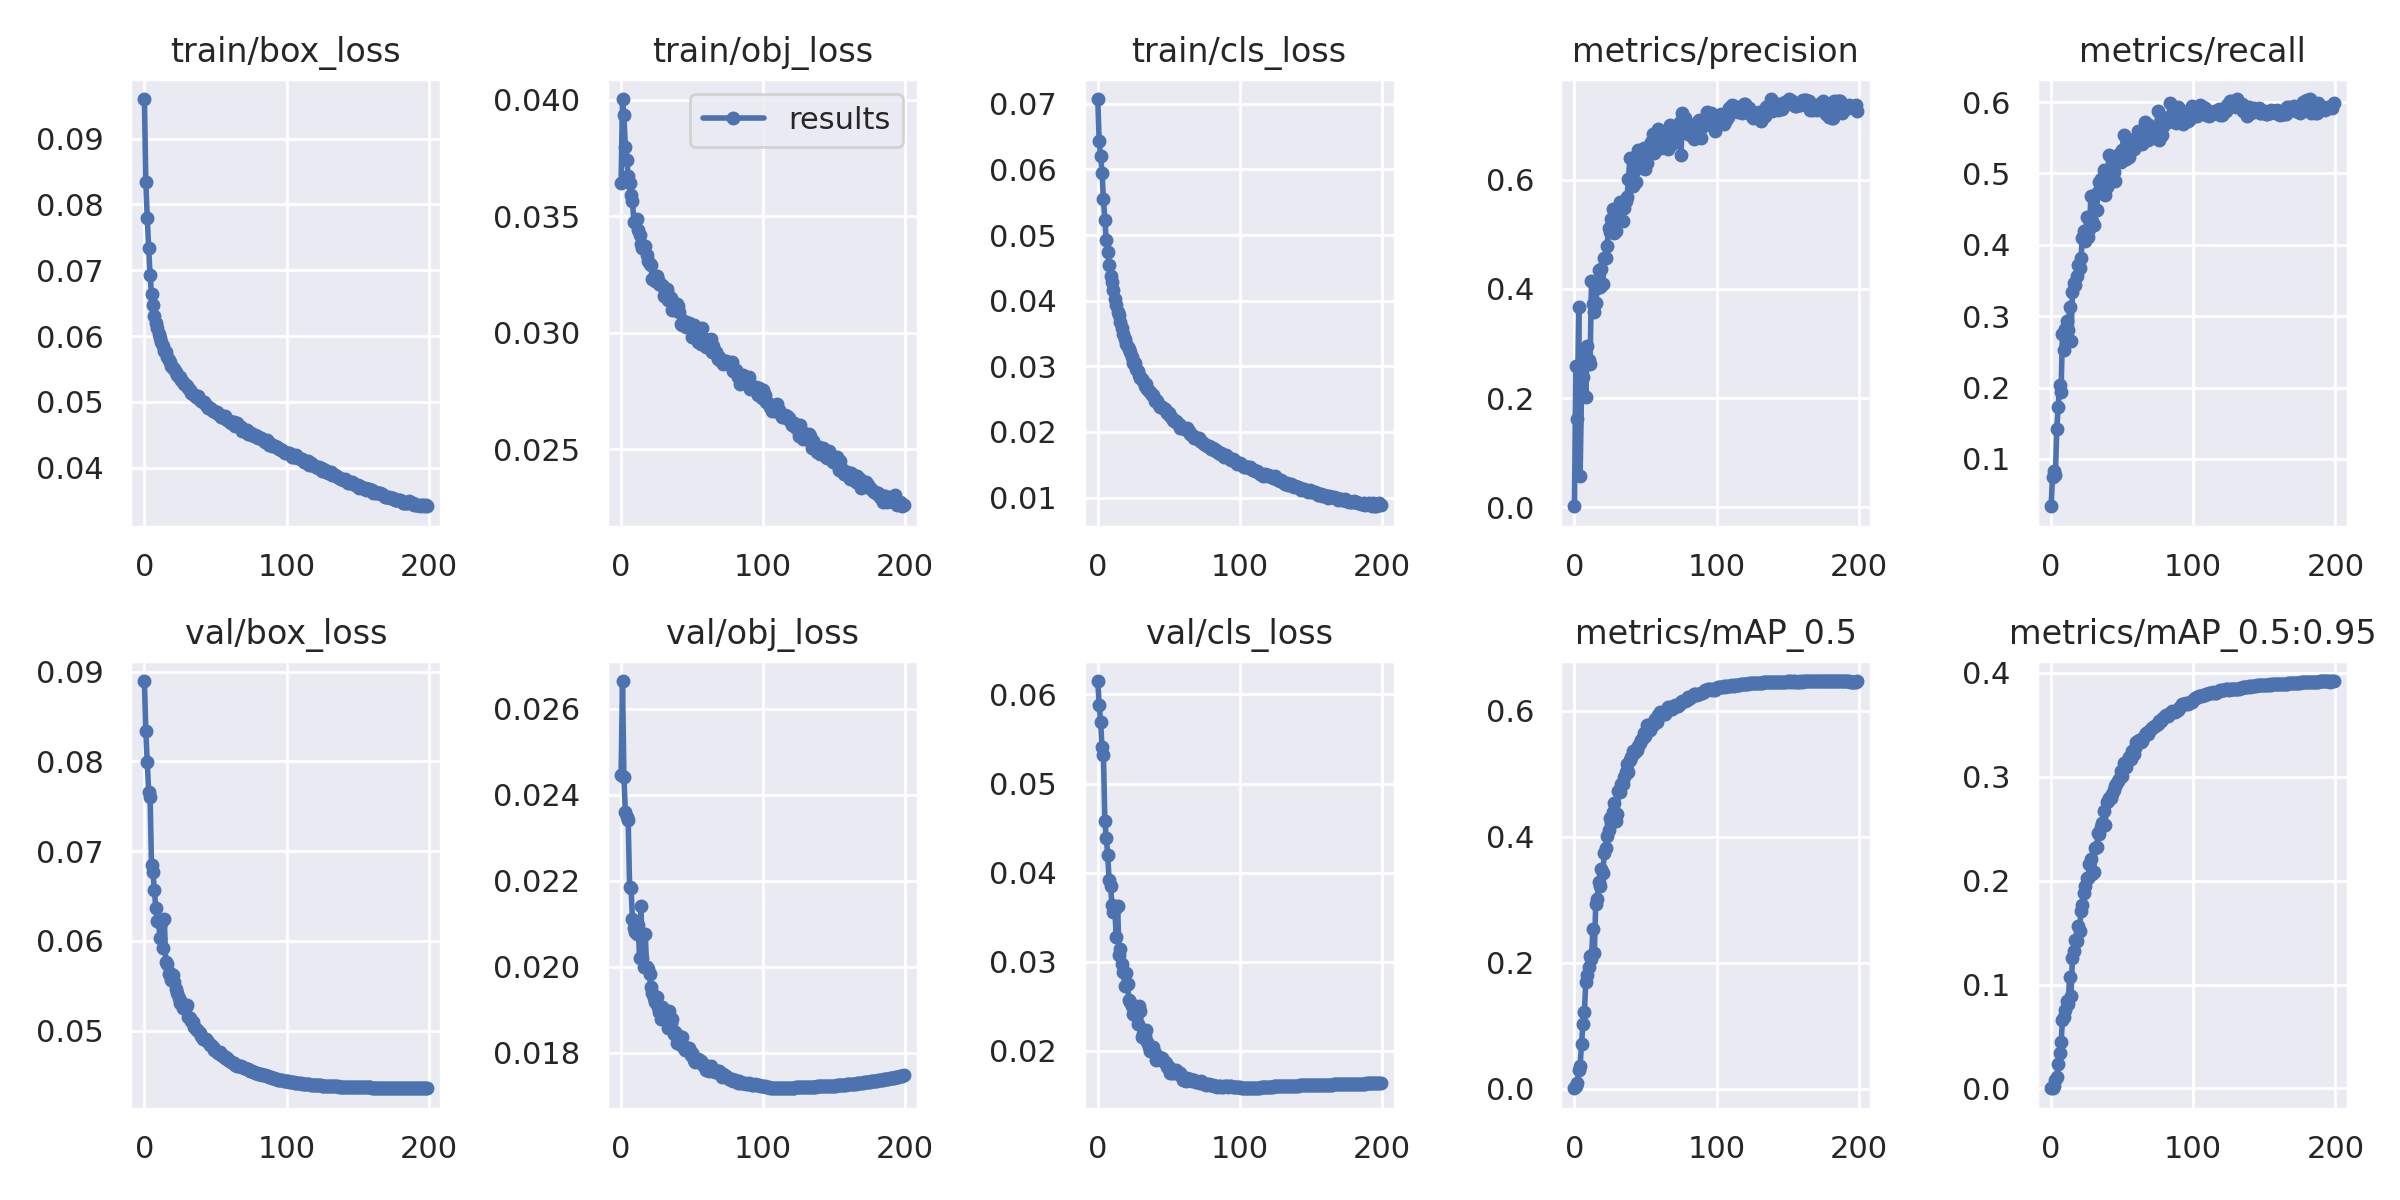 train/box_loss
0.09
0.08
0.07
0.06
0.05
0.04
0 100 200
train/obj_loss
results
0.040
0.035
0.030
0.025
0 100 200
train/cls_loss
0.07
0.06
0.05
0.04
0.03
0.02
0.01
0 100 200
metrics/precision
0.6
0.4
0.2
0.0
0 100 200
metrics/recall
0.6
0.5
0.4
0.3
0.2
0.1
0 100 200
val/box_loss
0.09
0.08
0.07
0.06
0.05
0 100 200
val/obj_loss
0.026
0.024
0.022
0.020
0.018
0 100 200
val/cls_loss
0.06
0.05
0.04
0.03
0.02
0 100 200
metrics/mAP_0.5
0.6
0.4
0.2
0.0
0 100 200
metrics/mAP_0.5:0.95
0.4
0.3
0.2
0.1
0.0
0 100 200